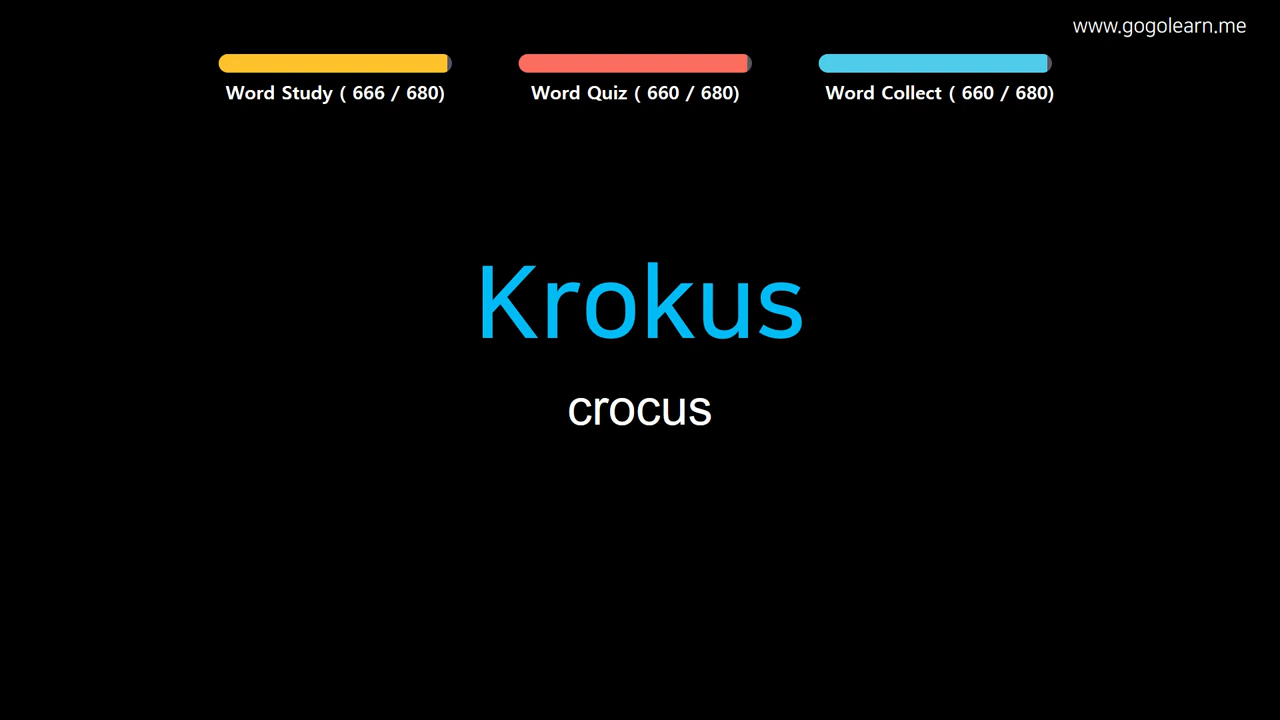 www.gogolearn.me
Word Study ( 666 / 680)
Word Quiz ( 660 / 680)
Word Collect ( 660 / 680)
Krokus
crocus